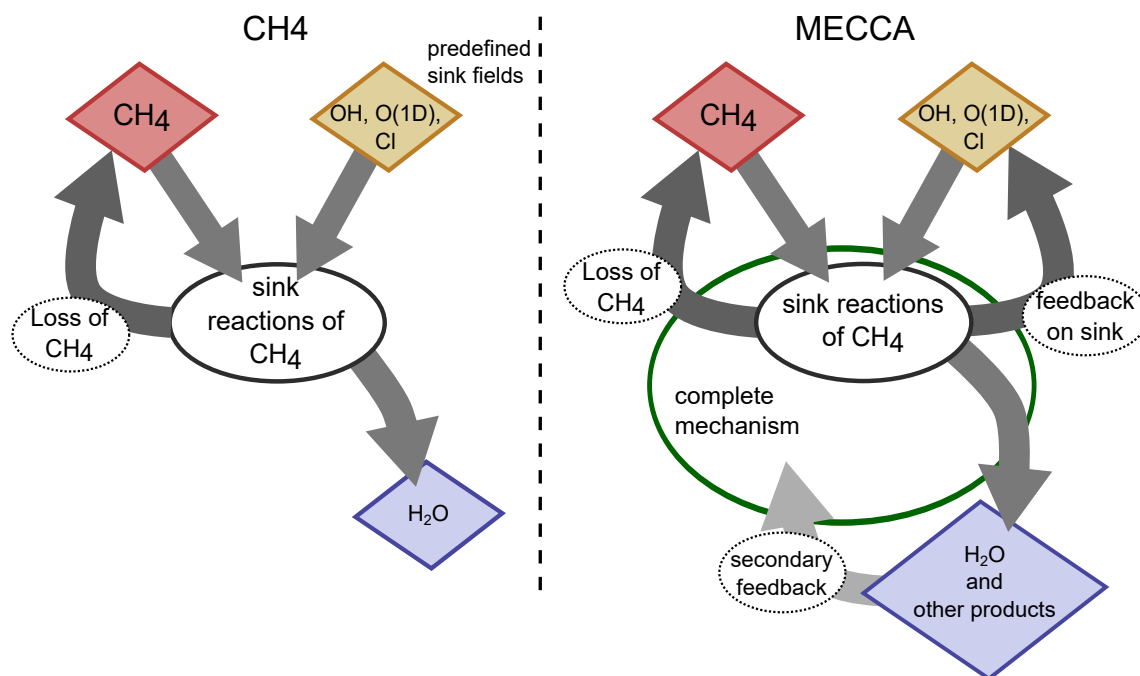 CH4
predefined
sink fields
CH4
OH, O(1D),
Cl
sink
reactions of
CH4
Loss of
CH4
H₂O
MECCA
CH4
OH, O(1D),
Cl
Loss of
CH4
sink reactions
of CH4
feedback
on sink
complete
mechanism
secondary
feedback
H₂O
and
other products